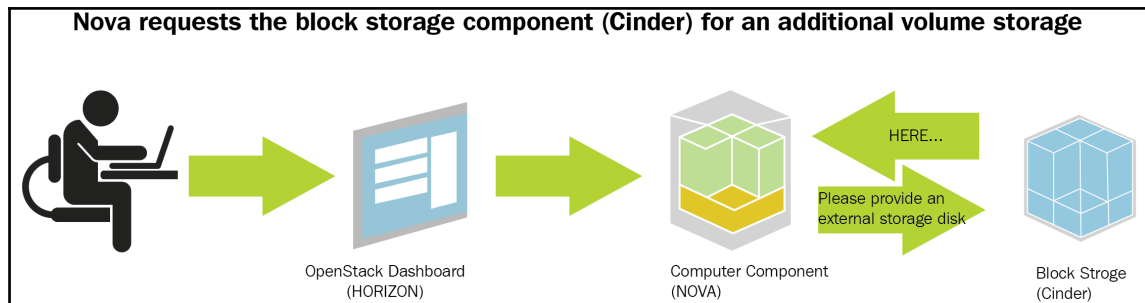 Nova requests the block storage component (Cinder) for an additional volume storage
HERE...
Please provide an
external storage disk
OpenStack Dashboard
(HORIZON)
Computer Component
(NOVA)
Block Stroge
(Cinder)